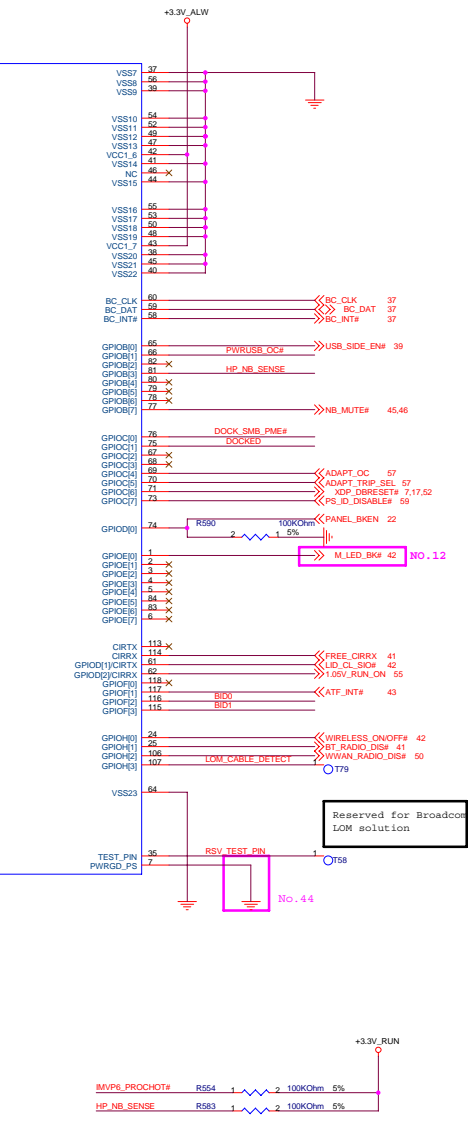 +3.3V_ALW
VSS7 37
VSS8 56
VSS9 39
VSS10 54
VSS11 52
VSS12 49
VSS13 47
VCC1_6 42
VSS14 41
NC 46
VSS15 44
VSS16 55
VSS17 53
VSS18 50
VSS19 48
VCC1_7 43
VSS20 38
VSS21 45
VSS22 40
BC_CLK 60 BC_CLK 37
BC_DAT 59 BC_DAT 37
BC_INT# 58 BC_INT# 37
GPIOB[0] 65 USB_SIDE_EN# 39
GPIOB[1] 66 PWRUSB_OC#
GPIOB[2] 82
GPIOB[3] 81 HP_NB_SENSE
GPIOB[4] 80
GPIOB[5] 79
GPIOB[6] 78
GPIOB[7] 77 NB_MUTE# 45,46
GPIOC[0] 76 DOCK_SMB_PME#
GPIOC[1] 75 DOCKED
GPIOC[2] 67
GPIOC[3] 68
GPIOC[4] 69 ADAPT_OC 57
GPIOC[5] 70 ADAPT_TRIP_SEL 57
GPIOC[6] 71 XDP_DBRESET# 7,17,52
GPIOC[7] 73 PS_ID_DISABLE# 59
PANEL_BKEN 22
GPIOD[0] 74 R590 100KOhm
2 1 5%
GPIOE[0] 1 M_LED_BK# 42 NO.12
GPIOE[1] 2
GPIOE[2] 3
GPIOE[3] 4
GPIOE[4] 5
GPIOE[5] 84
GPIOE[6] 83
GPIOE[7] 6
CIRTX 113
CIRRX 114 FREE_CIRRX 41
GPIOD[1]/CIRTX 61 LID_CL_SIO# 42
GPIOD[2]/CIRRX 62 1.05V_RUN_ON 55
GPIOF[0] 118
GPIOF[1] 117 ATF_INT# 43
GPIOF[2] 116 BID0
GPIOF[3] 115 BID1
GPIOH[0] 24 WIRELESS_ON/OFF# 42
GPIOH[1] 25 BT_RADIO_DIS# 41
GPIOH[2] 106 WWAN_RADIO_DIS# 50
GPIOH[3] 107 LOM_CABLE_DETECT 1 T79
VSS23 64
Reserved for Broadcom
LOM solution
TEST_PIN 35 RSV_TEST_PIN 1 T58
PWRGD_PS 7
No.44
+3.3V_RUN
IMVP6_PROCHOT# R554 1 2 100KOhm 5%
HP_NB_SENSE R583 1 2 100KOhm 5%